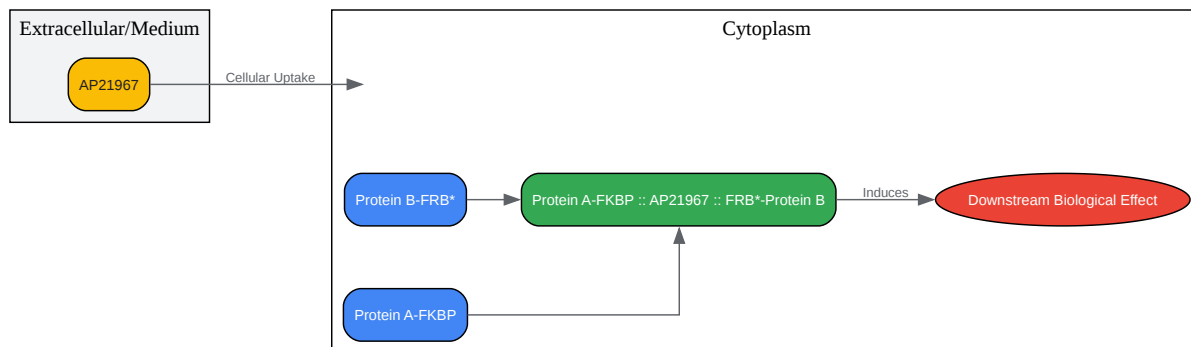 Extracellular/Medium
Cytoplasm
AP21967
Cellular Uptake
Protein B-FRB*
Protein A-FKBP :: AP21967 :: FRB*-Protein B
Induces
Downstream Biological Effect
Protein A-FKBP